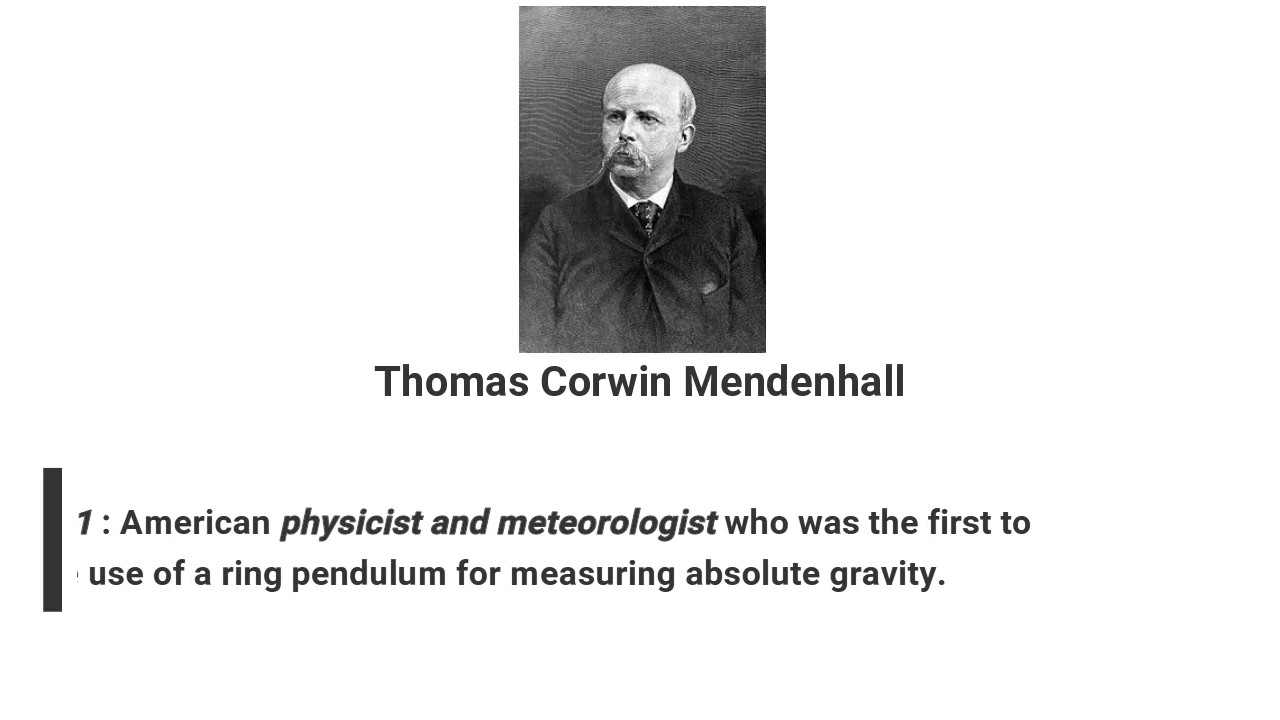 Thomas Corwin Mendenhall
1 : American physicist and meteorologist who was the first to
use of a ring pendulum for measuring absolute gravity.